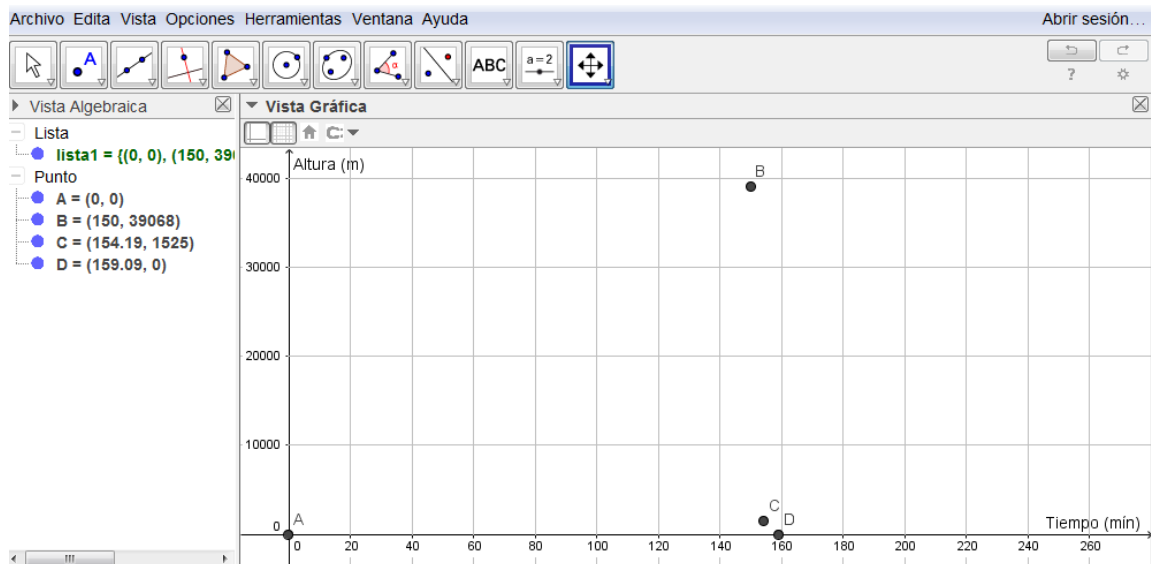 Archivo Edita Vista Opciones Herramientas Ventana Ayuda Abrir sesión...
A ABC a=2
α
?
Vista Algebraica
Vista Gráfica
Lista
lista1 = {(0, 0), (150, 390
Punto
A = (0, 0)
B = (150, 39068)
C = (154.19, 1525)
D = (159.09, 0)
Altura (m)
40000
B
30000
20000
10000
C
0 A D Tiempo (mín)
0 20 40 60 80 100 120 140 160 180 200 220 240 260